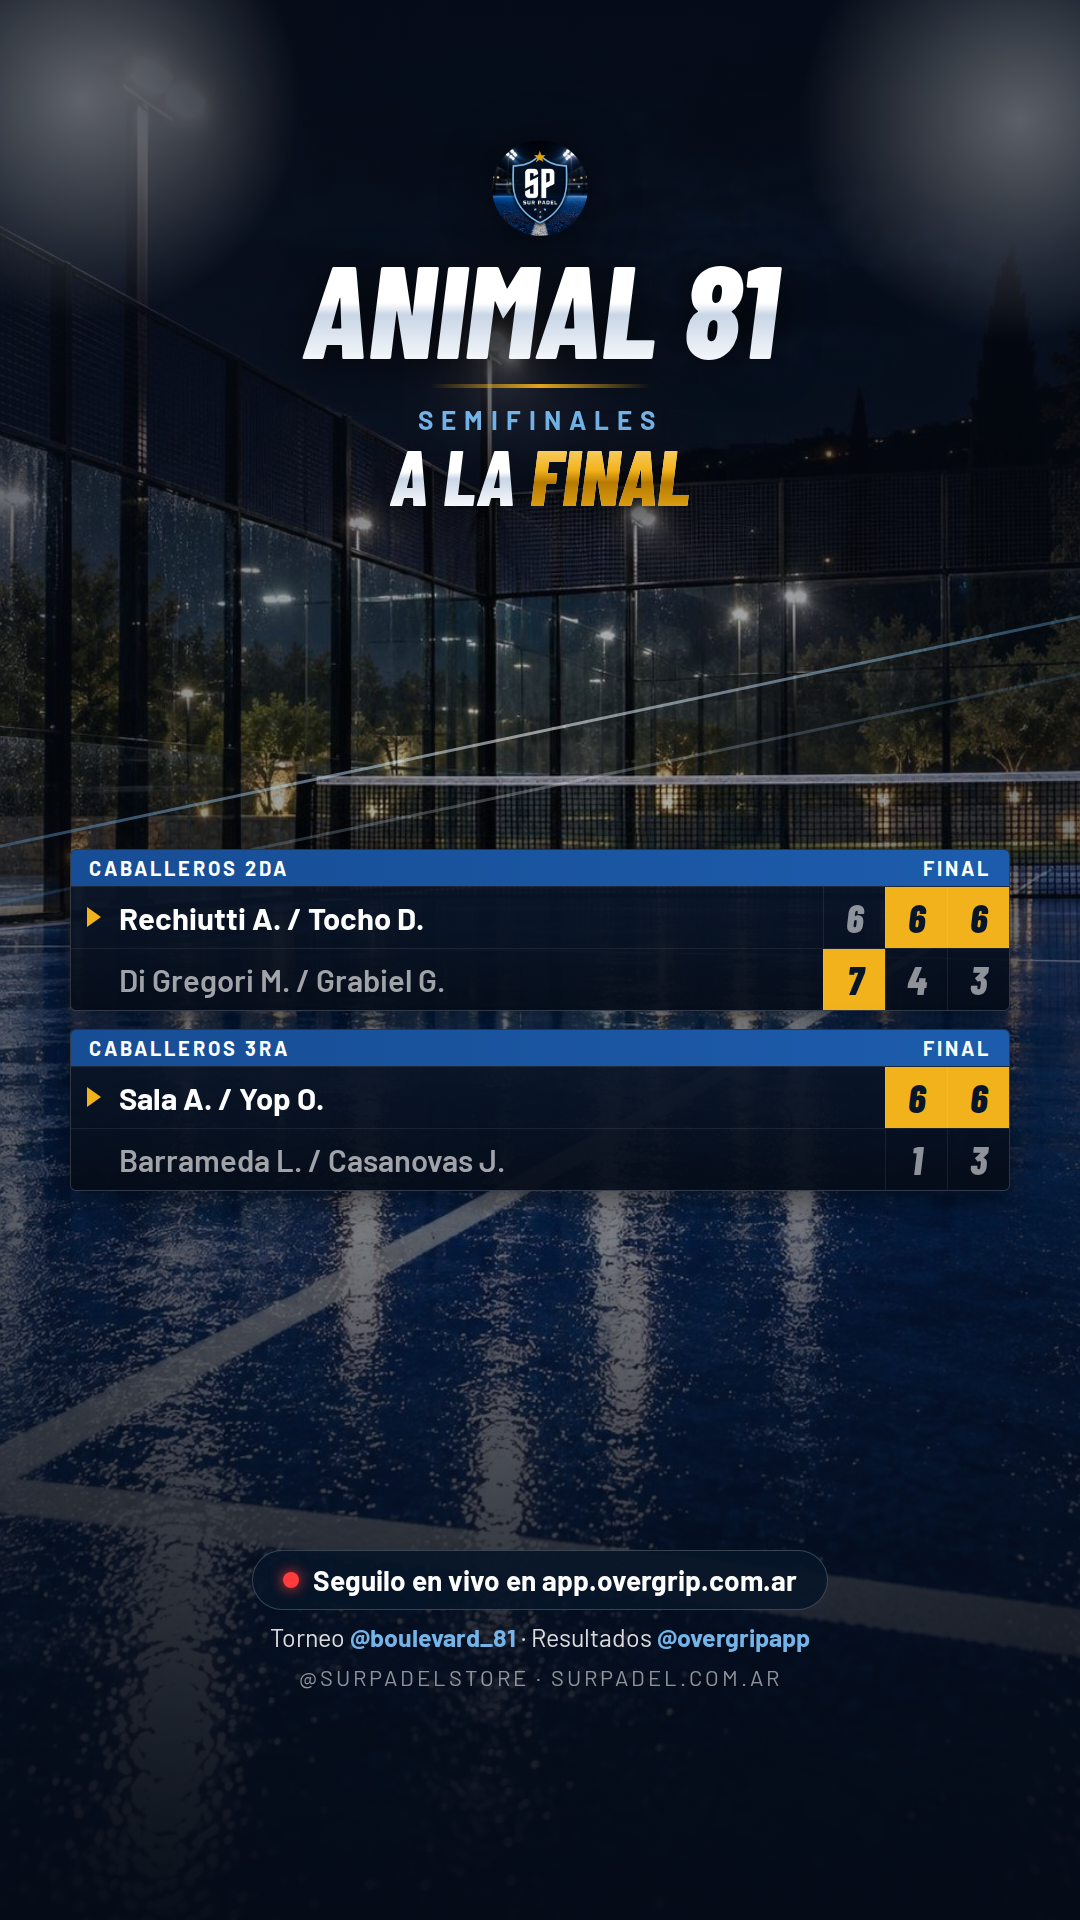 SP
SUR PADEL
ANIMAL 81
SEMIFINALES
A LA FINAL
CABALLEROS 2DA FINAL
Rechiutti A. / Tocho D. 6 6 6
Di Gregori M. / Grabiel G. 7 4 3
CABALLEROS 3RA FINAL
Sala A. / Yop O. 6 6
Barrameda L. / Casanovas J. 1 3
Seguilo en vivo en app.overgrip.com.ar
Torneo @boulevard_81 · Resultados @overgripapp
@SURPADELSTORE · SURPADEL.COM.AR